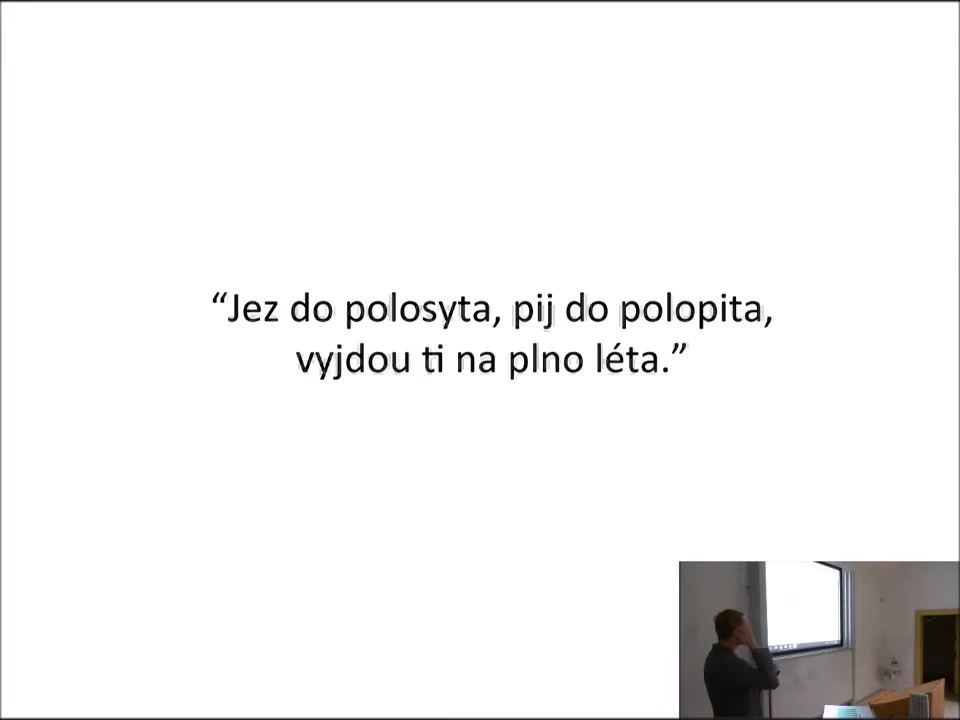 “Jez do polosyta, pij do polopita,
vyjdou ti na plno léta.”